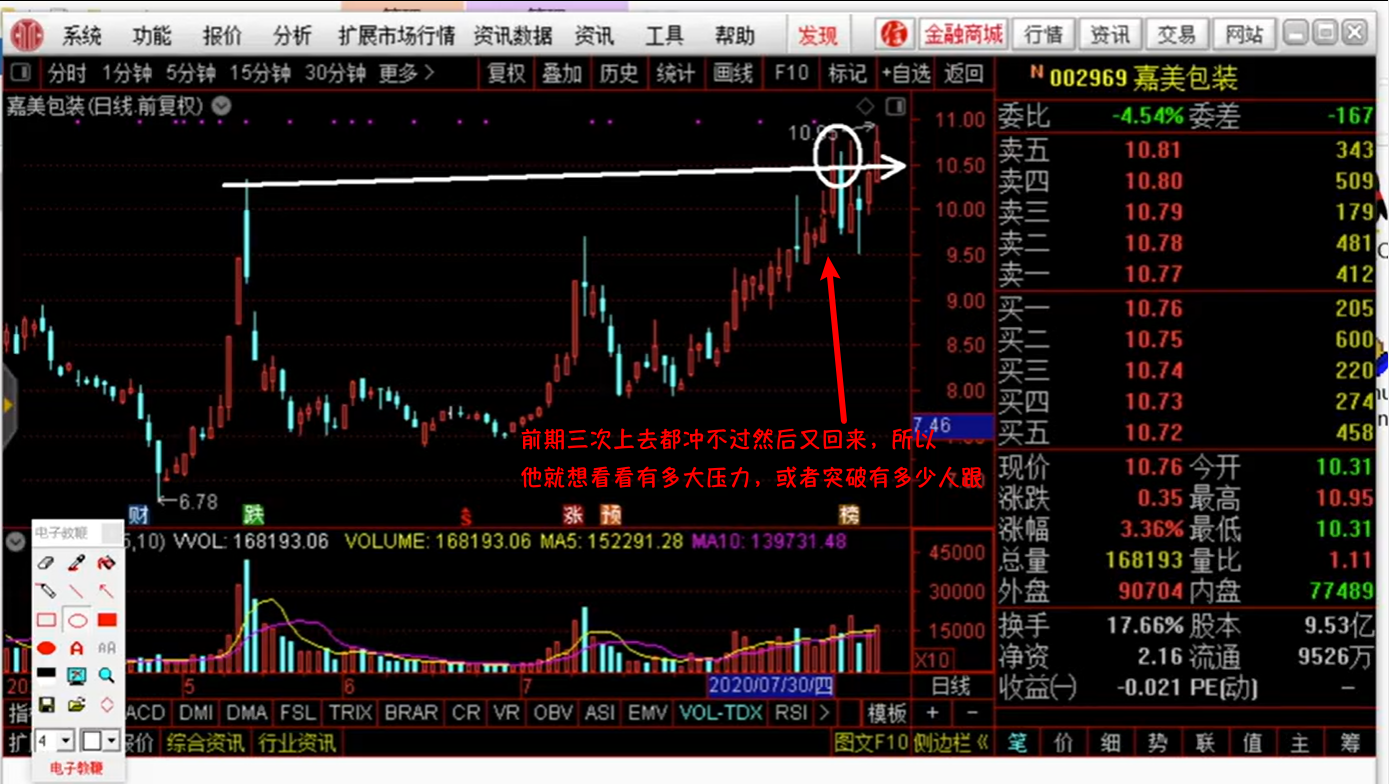 系统 功能 报价 分析 扩展市场行情 资讯数据 资讯 工具 帮助 发现 金融商城 行情 资讯 交易 网站
分时 1分钟 5分钟 15分钟 30分钟 更多 复权 叠加 历史 统计 画线 F10 标记 +自选 返回
N 002969 嘉美包装
嘉美包装(日线.前复权)
委比 -4.54% 委差 -167
卖五 10.81 343
卖四 10.80 509
卖三 10.79 179
卖二 10.78 481
卖一 10.77 412
买一 10.76 205
买二 10.75 600
买三 10.74 220
买四 10.73 274
买五 10.72 458
现价 10.76 今开 10.31
涨跌 0.35 最高 10.95
涨幅 3.36% 最低 10.31
总量 168193 量比 1.11
外盘 90704 内盘 77489
换手 17.66% 股本 9.53亿
净资 2.16 流通 9526万
收益(一) -0.021 PE(动) —
笔 价 细 势 联 值 主 筹
11.00
10.50
10.00
9.50
9.00
8.50
8.00
7.46
前期三次上去都冲不过然后又回来，所以
他就想看看有多大压力，或者突破有多少人跟
←6.78
财 跌 涨 预 榜
5,10) VVOL: 168193.06 VOLUME: 168193.06 MA5: 152291.28 MA10: 139731.48
45000
30000
15000
X10
5 6 7 2020/07/30/四 日线
ACD DMI DMA FSL TRIX BRAR CR VR OBV ASI EMV VOL-TDX RSI 模板 + -
综合资讯 行业资讯 图文F10 侧边栏
电子教鞭
4
电子教鞭